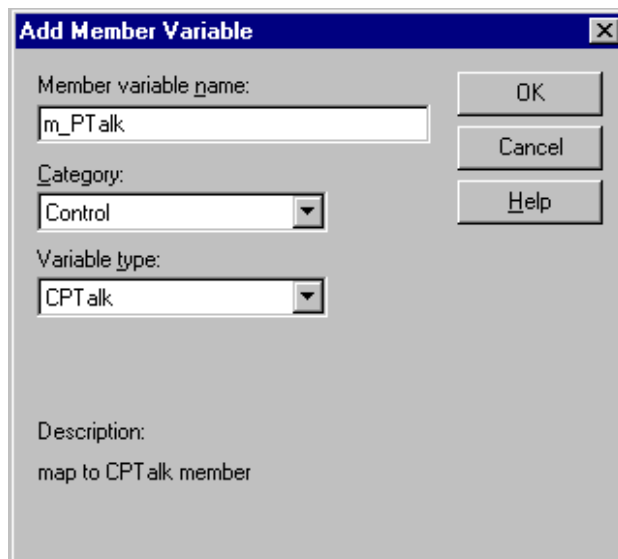 Add Member Variable
Member variable name:
m_PTalk
OK
Cancel
Category:
Control
Help
Variable type:
CPTalk
Description:
map to CPTalk member